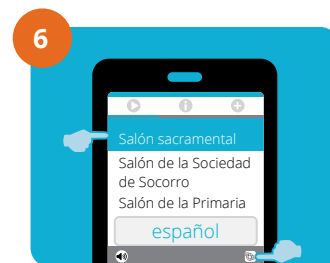 6
Salón sacramental
Salón de la Sociedad
de Socorro
Salón de la Primaria
español